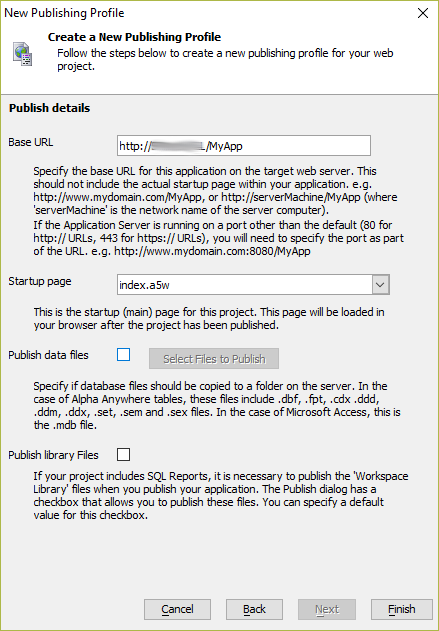 New Publishing Profile
Create a New Publishing Profile
Follow the steps below to create a new publishing profile for your web
project.
Publish details
Base URL
http:// /MyApp
Specify the base URL for this application on the target web server. This
should not include the actual startup page within your application. e.g.
http://www.mydomain.com/MyApp, or http://serverMachine/MyApp (where
'serverMachine' is the network name of the server computer).
If the Application Server is running on a port other than the default (80 for
http:// URLs, 443 for https:// URLs), you will need to specify the port as part
of the URL. e.g. http://www.mydomain.com:8080/MyApp
Startup page
index.a5w
This is the startup (main) page for this project. This page will be loaded in
your browser after the project has been published.
Publish data files
Select Files to Publish
Specify if database files should be copied to a folder on the server. In the
case of Alpha Anywhere tables, these files include .dbf, .fpt, .cdx .ddd,
.ddm, .ddx, .set, .sem and .sex files. In the case of Microsoft Access, this is
the .mdb file.
Publish library Files
If your project includes SQL Reports, it is necessary to publish the 'Workspace
Library' files when you publish your application. The Publish dialog has a
checkbox that allows you to publish these files. You can specify a default
value for this checkbox.
Cancel
Back
Next
Finish